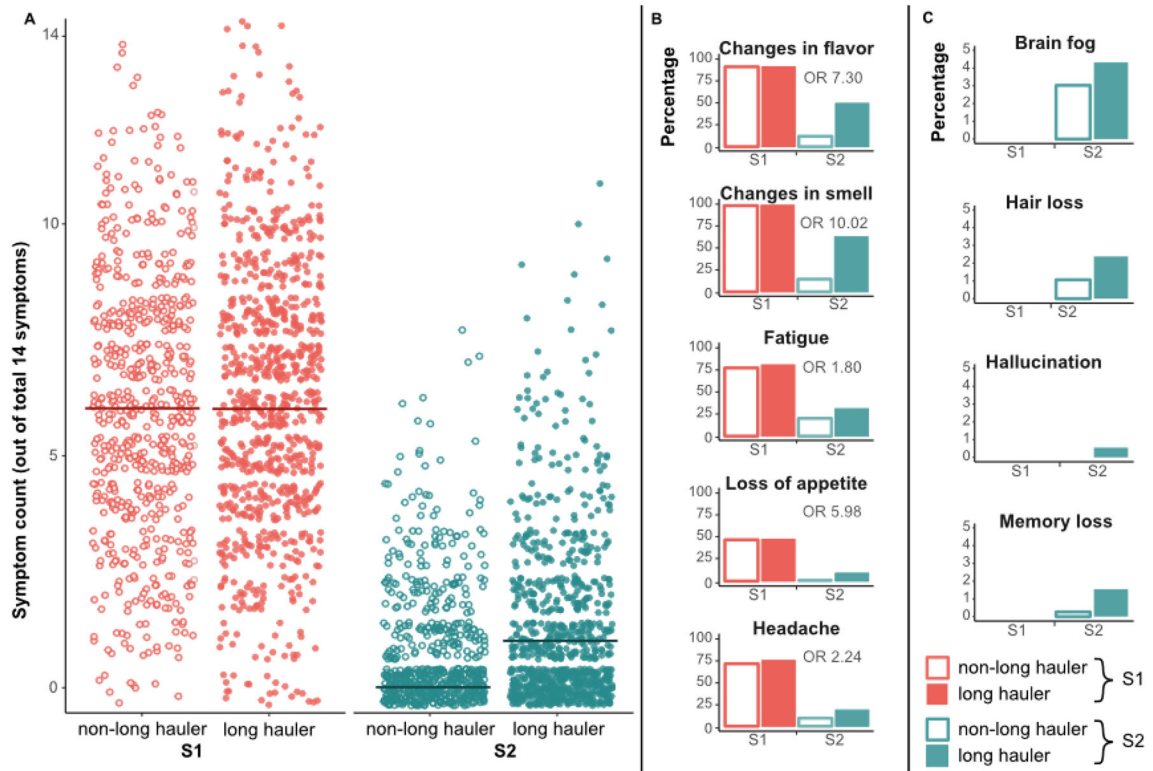 A
Symptom count (out of total 14 symptoms)
14
10
5
0
non-long hauler
long hauler
S1
non-long hauler
long hauler
S2
B
Percentage
Changes in flavor
100
75
50
25
0
OR 7.30
S1
S2
Changes in smell
100
75
50
25
0
OR 10.02
S1
S2
Fatigue
100
75
50
25
0
OR 1.80
S1
S2
Loss of appetite
100
75
50
25
0
OR 5.98
S1
S2
Headache
100
75
50
25
0
OR 2.24
S1
S2
C
Percentage
Brain fog
5
4
3
2
1
0
S1
S2
Hair loss
5
4
3
2
1
0
S1
S2
Hallucination
5
4
3
2
1
0
S1
S2
Memory loss
5
4
3
2
1
0
S1
S2
non-long hauler
long hauler
S1
non-long hauler
long hauler
S2